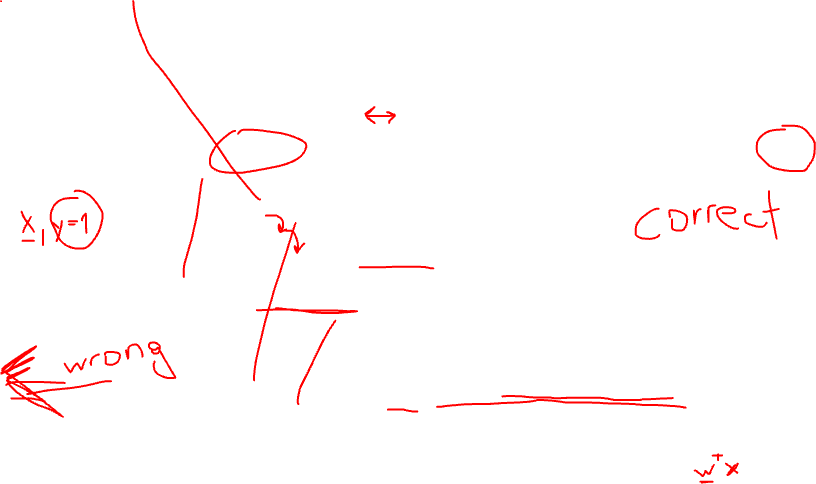 x, y=1
correct
wrong
wᵀx